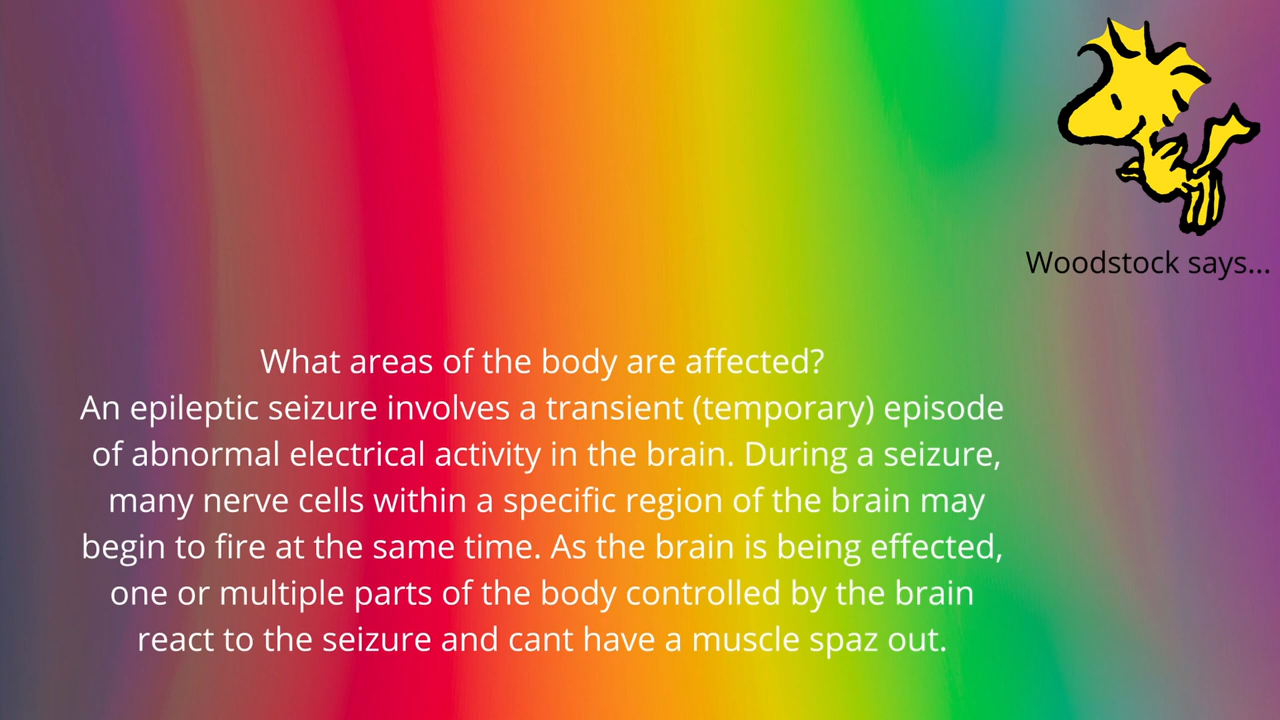 Woodstock says...
What areas of the body are affected?
An epileptic seizure involves a transient (temporary) episode
of abnormal electrical activity in the brain. During a seizure,
many nerve cells within a specific region of the brain may
begin to fire at the same time. As the brain is being effected,
one or multiple parts of the body controlled by the brain
react to the seizure and cant have a muscle spaz out.